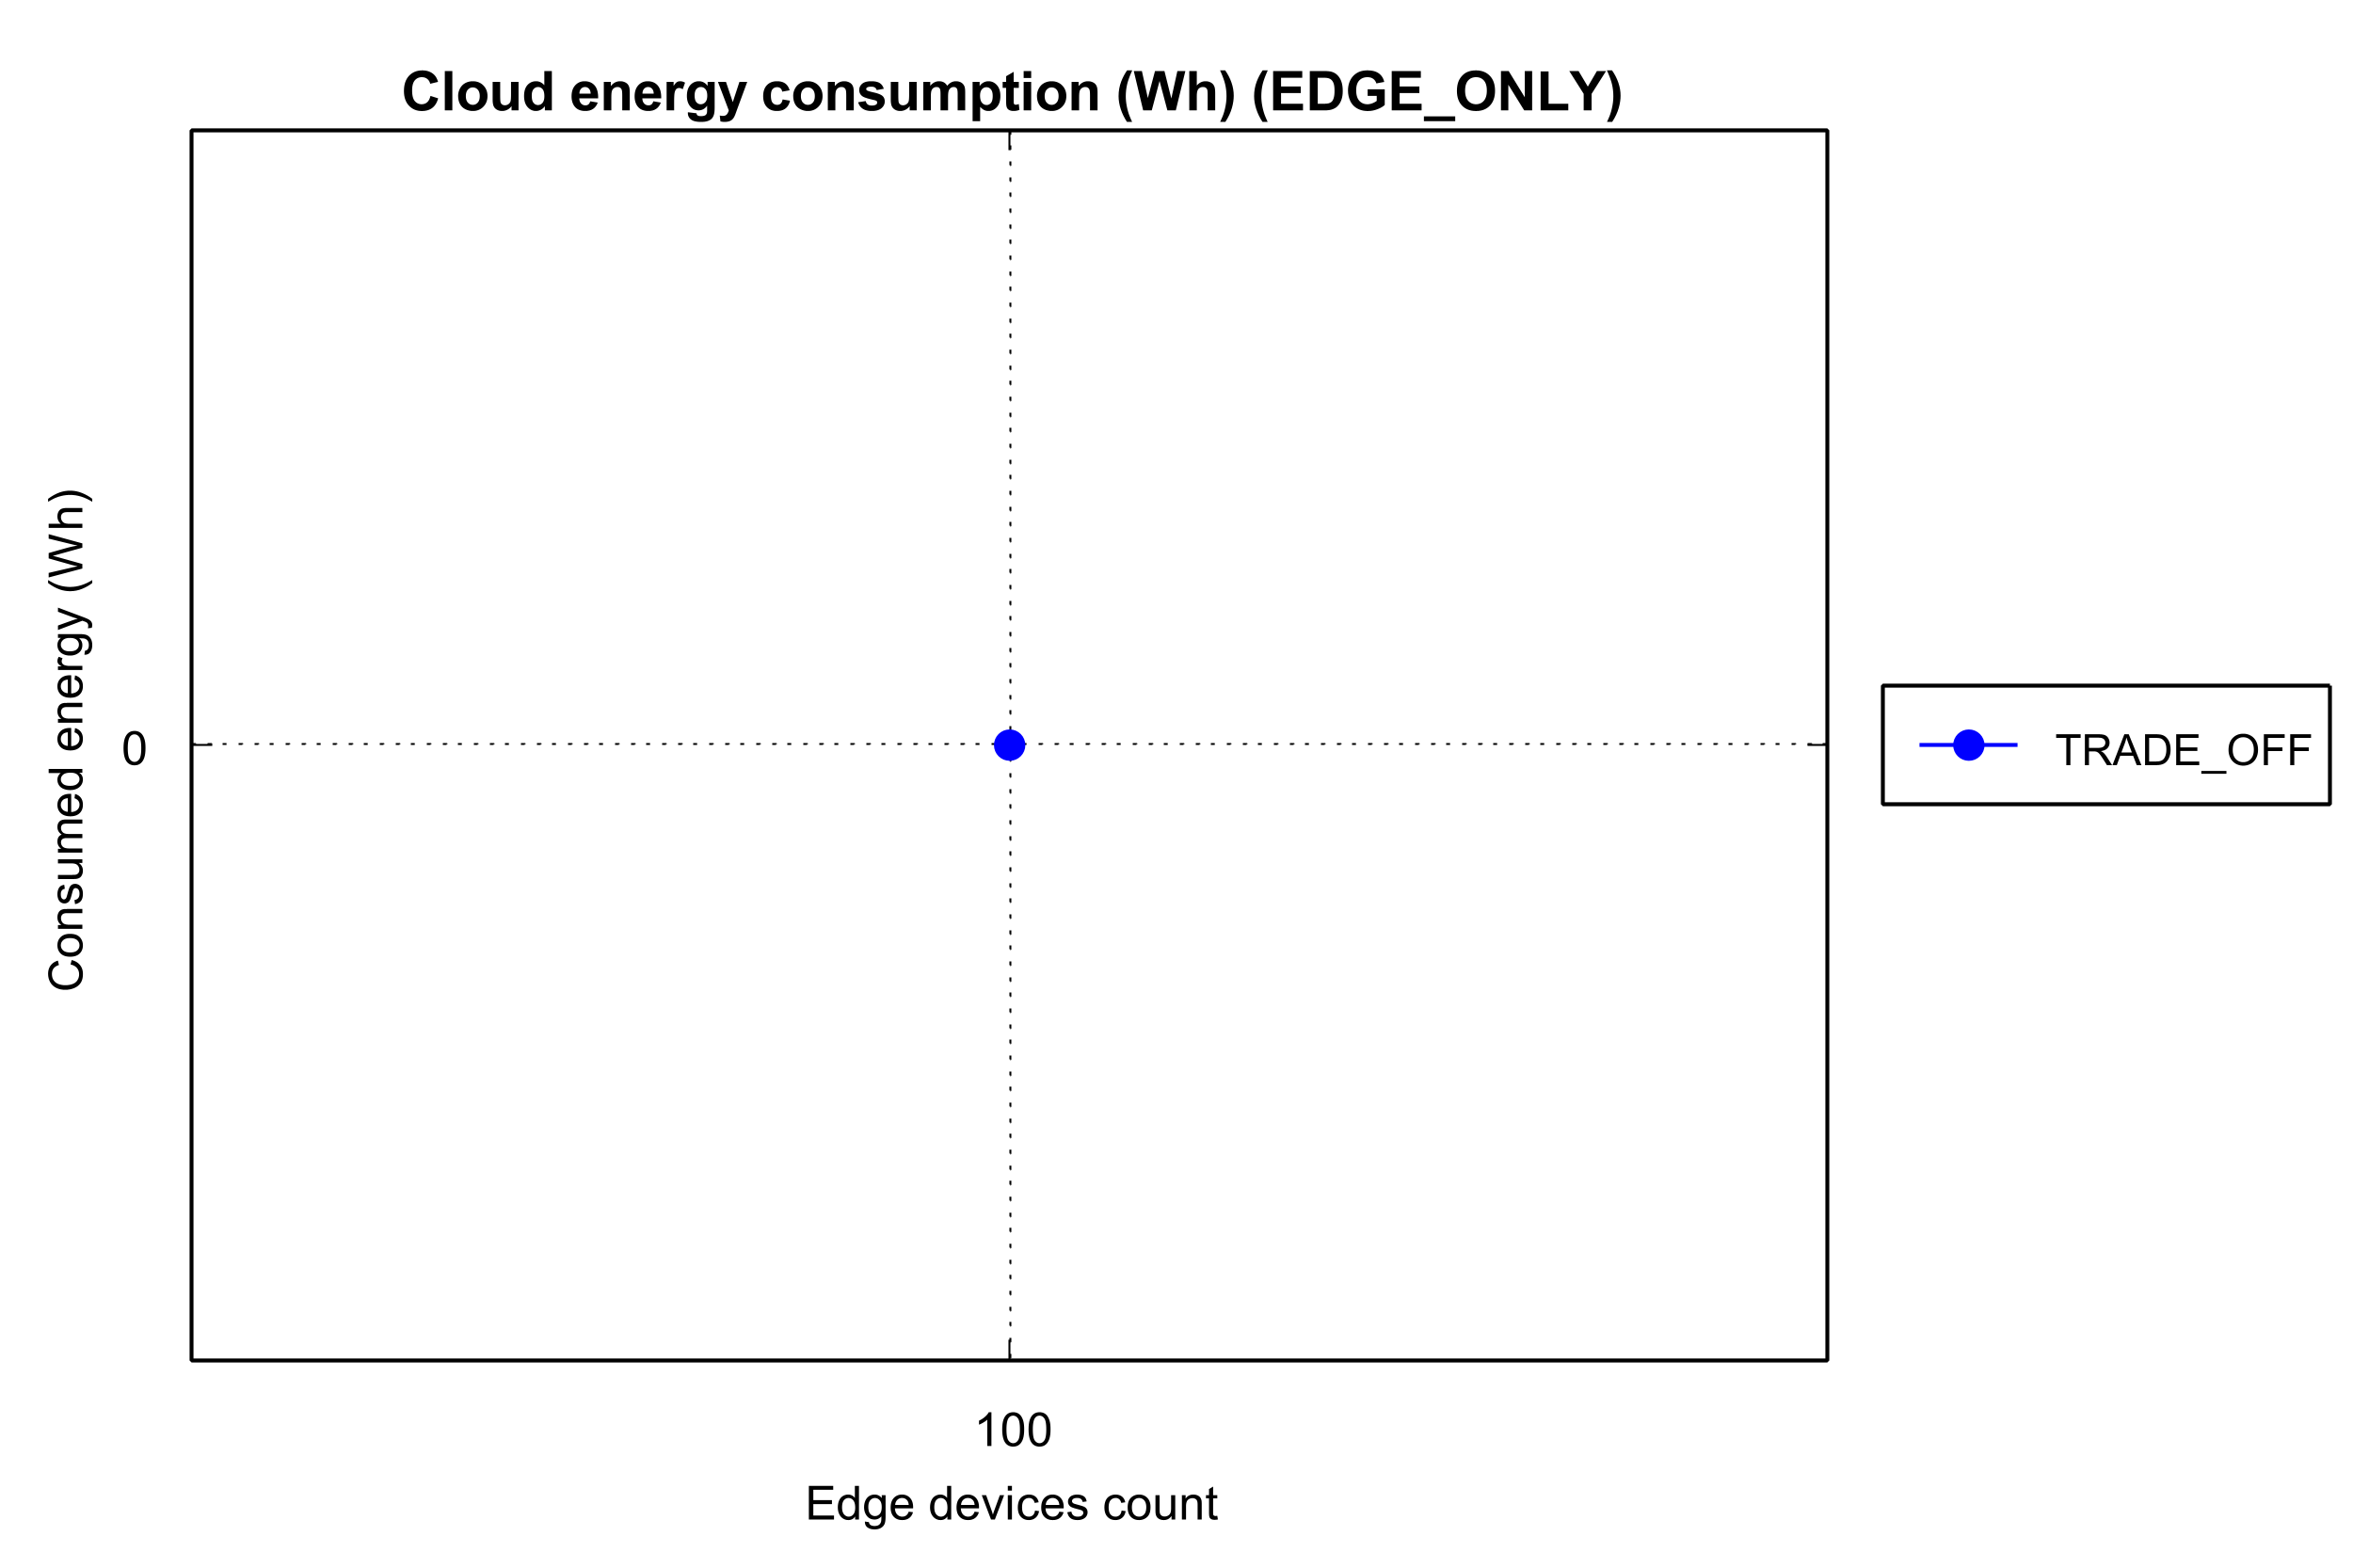 Cloud energy consumption (Wh) (EDGE_ONLY)
Consumed energy (Wh)
0
TRADE_OFF
100
Edge devices count